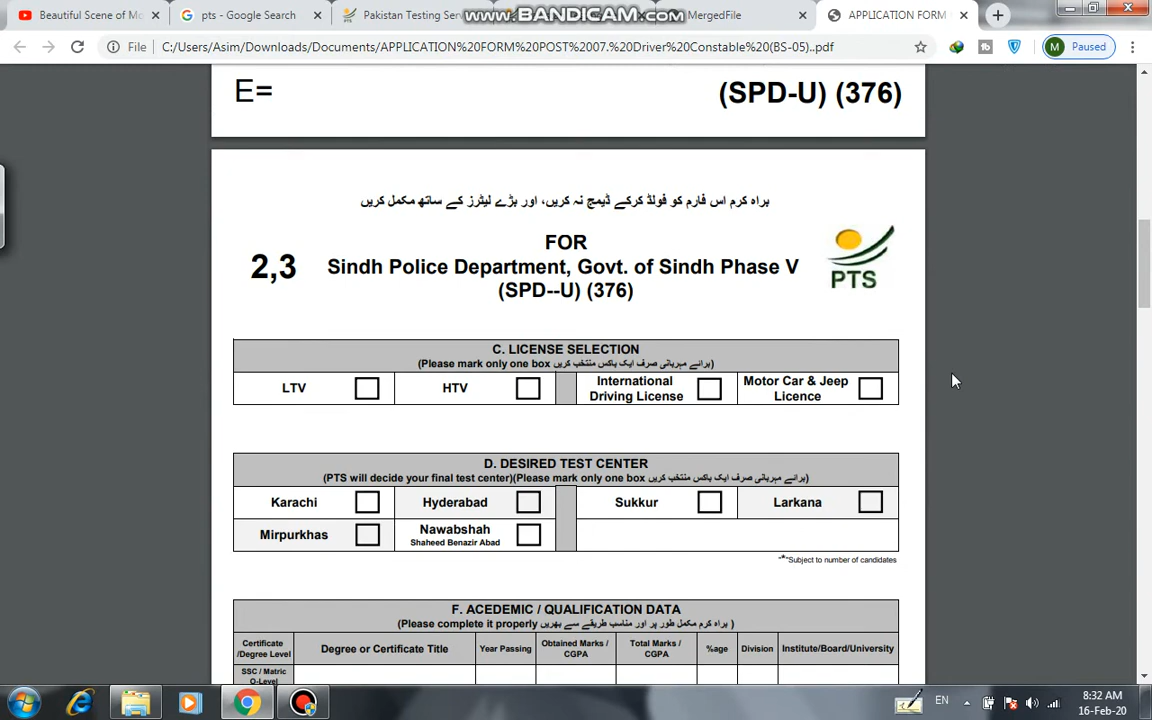 Beautiful Scene of Mo
pts - Google Search
Pakistan Testing Serv
www.BANDICAM.com
MergedFile
APPLICATION FORM
File
C:/Users/Asim/Downloads/Documents/APPLICATION%20FORM%20POST%2007.%20Driver%20Constable%20(BS-05)..pdf
M Paused
E=
(SPD-U) (376)
براہ کرم اس فارم کو فولڈ کرکے ڈیمج نہ کریں، اور بڑے لیٹرز کے ساتھ مکمل کریں
2,3
FOR
Sindh Police Department, Govt. of Sindh Phase V
(SPD--U) (376)
PTS
C. LICENSE SELECTION
(Please mark only one box برائے مہربانی صرف ایک باکس منتخب کریں)
LTV
HTV
International
Driving License
Motor Car & Jeep
Licence
D. DESIRED TEST CENTER
(PTS will decide your final test center)(Please mark only one box برائے مہربانی صرف ایک باکس منتخب کریں)
Karachi
Hyderabad
Sukkur
Larkana
Mirpurkhas
Nawabshah
Shaheed Benazir Abad
"*"Subject to number of candidates
F. ACEDEMIC / QUALIFICATION DATA
(Please complete it properly براہ کرم مکمل طور پر اور مناسب طریقے سے بھریں )
Certificate
/Degree Level
Degree or Certificate Title
Year Passing
Obtained Marks /
CGPA
Total Marks /
CGPA
%age
Division
Institute/Board/University
SSC / Matric
O-Level
EN
8:32 AM
16-Feb-20